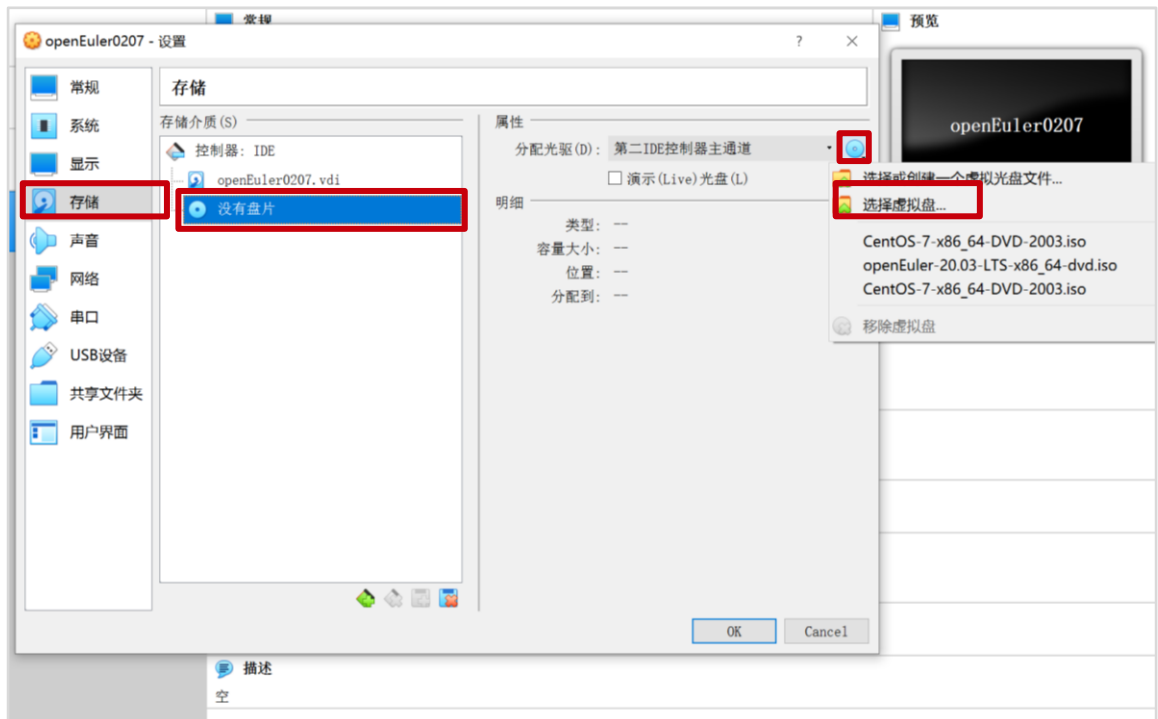 常规
预览
openEuler0207 - 设置
?
常规
系统
显示
存储
声音
网络
串口
USB设备
共享文件夹
用户界面
存储
存储介质(S)
控制器: IDE
openEuler0207.vdi
没有盘片
属性
分配光驱(D): 第二IDE控制器主通道
演示(Live)光盘(L)
明细
类型: --
容量大小: --
位置: --
分配到: --
OK
Cancel
openEuler0207
选择或创建一个虚拟光盘文件...
选择虚拟盘...
CentOS-7-x86_64-DVD-2003.iso
openEuler-20.03-LTS-x86_64-dvd.iso
CentOS-7-x86_64-DVD-2003.iso
移除虚拟盘
描述
空